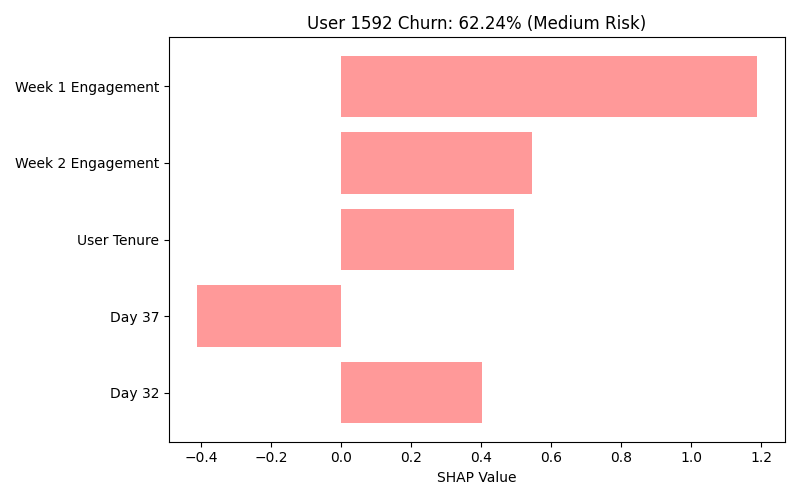 User 1592 Churn: 62.24% (Medium Risk)
Week 1 Engagement
Week 2 Engagement
User Tenure
Day 37
Day 32
−0.4 −0.2 0.0 0.2 0.4 0.6 0.8 1.0 1.2
SHAP Value